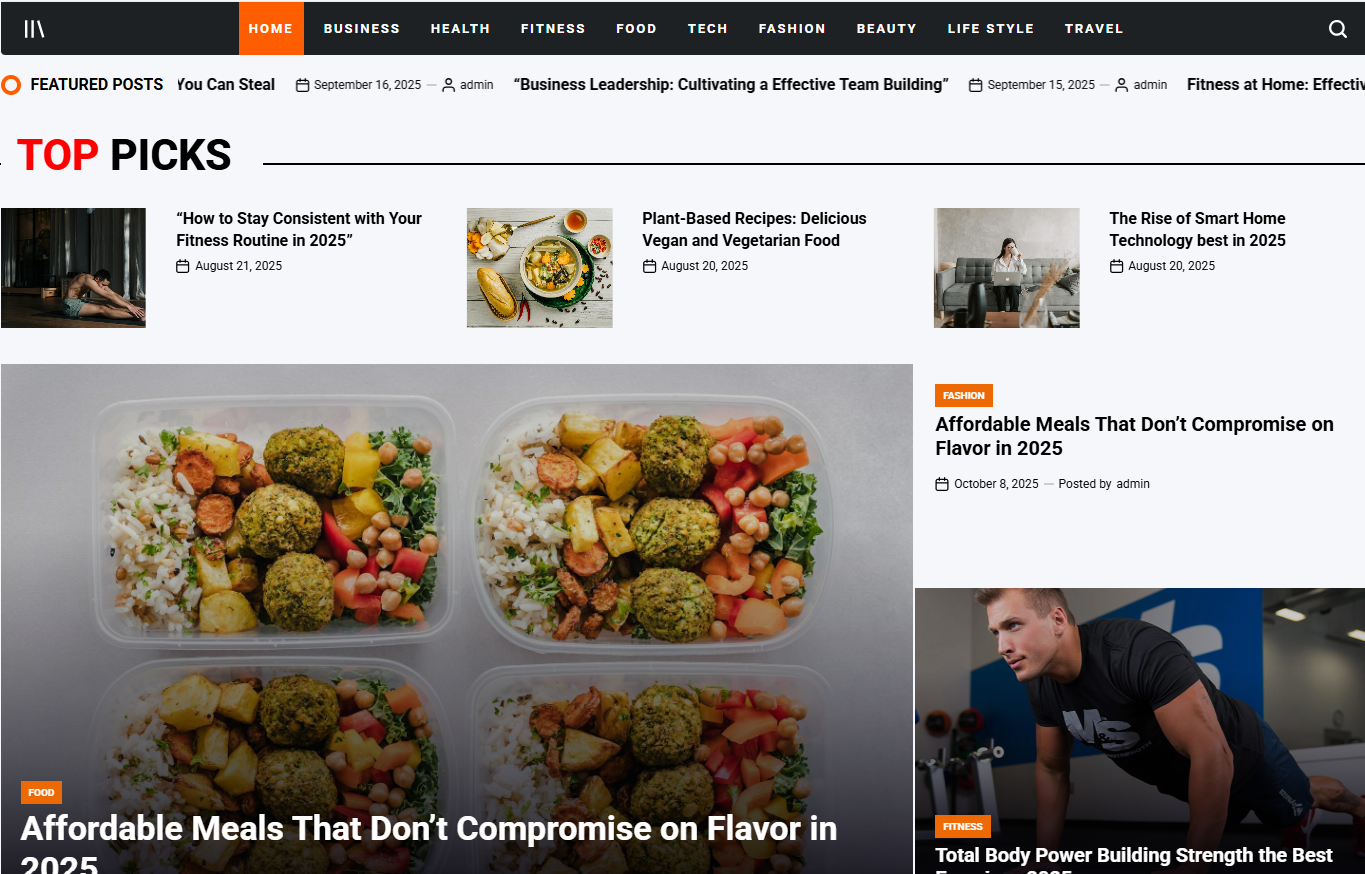 HOME BUSINESS HEALTH FITNESS FOOD TECH FASHION BEAUTY LIFE STYLE TRAVEL
FEATURED POSTS You Can Steal September 16, 2025 — admin “Business Leadership: Cultivating a Effective Team Building” September 15, 2025 — admin Fitness at Home: Effectiv
TOP PICKS
“How to Stay Consistent with Your
Fitness Routine in 2025”
August 21, 2025
Plant-Based Recipes: Delicious
Vegan and Vegetarian Food
August 20, 2025
The Rise of Smart Home
Technology best in 2025
August 20, 2025
FOOD
Affordable Meals That Don’t Compromise on Flavor in
2025
FASHION
Affordable Meals That Don’t Compromise on
Flavor in 2025
October 8, 2025 — Posted by admin
FITNESS
Total Body Power Building Strength the Best
2025